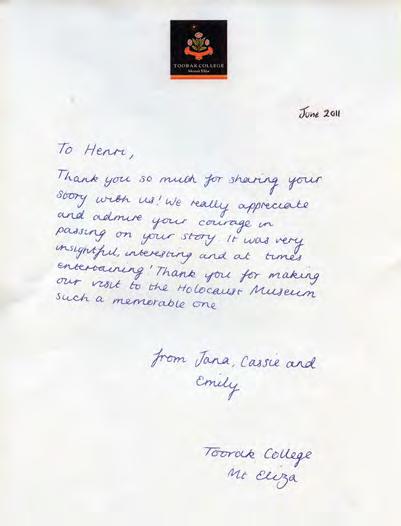 TOORAK COLLEGE
Mount Eliza
June 2011
To Henri,
Thank you so much for sharing your
story with us! We really appreciate
and admire your courage in
passing on your story. It was very
insightful, interesting and at times
entertaining! Thank you for making
our visit to the Holocaust Museum
such a memorable one
from Jana, Cassie and
Emily
Toorak College
Mt Eliza